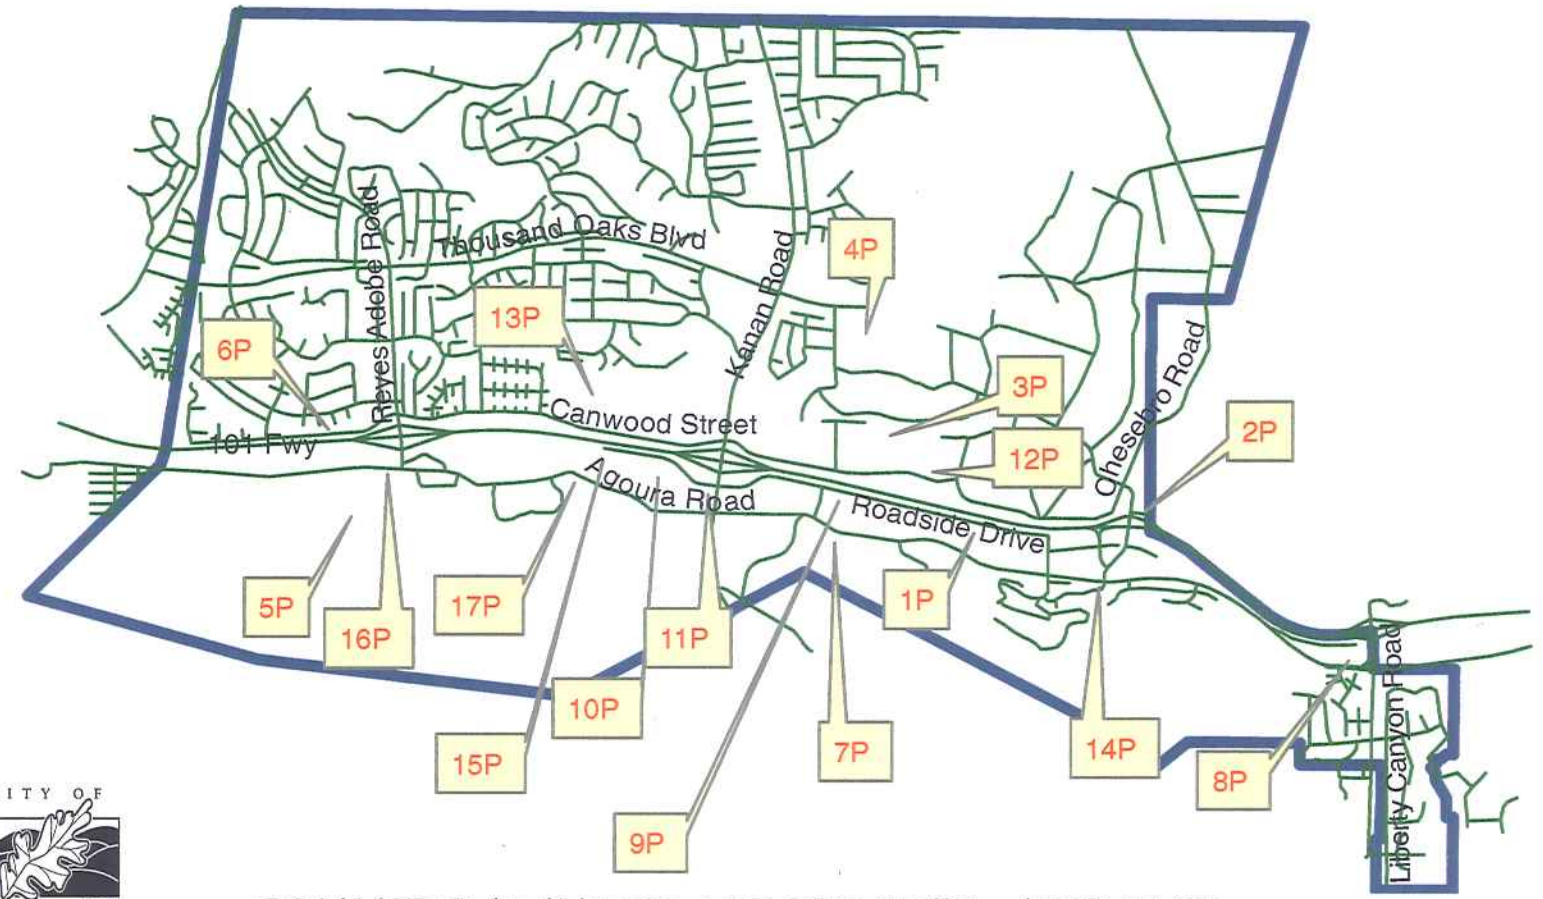 Thousand Oaks Blvd
Reyes Adobe Road
Kanan Road
4P
13P
6P
3P
Chesebro Road
2P
Canwood Street
101 Fwy
12P
Agoura Road
Roadside Drive
5P
17P
16P
11P
1P
10P
15P
7P
14P
8P
9P
Liberty Canyon Road
ITY OF